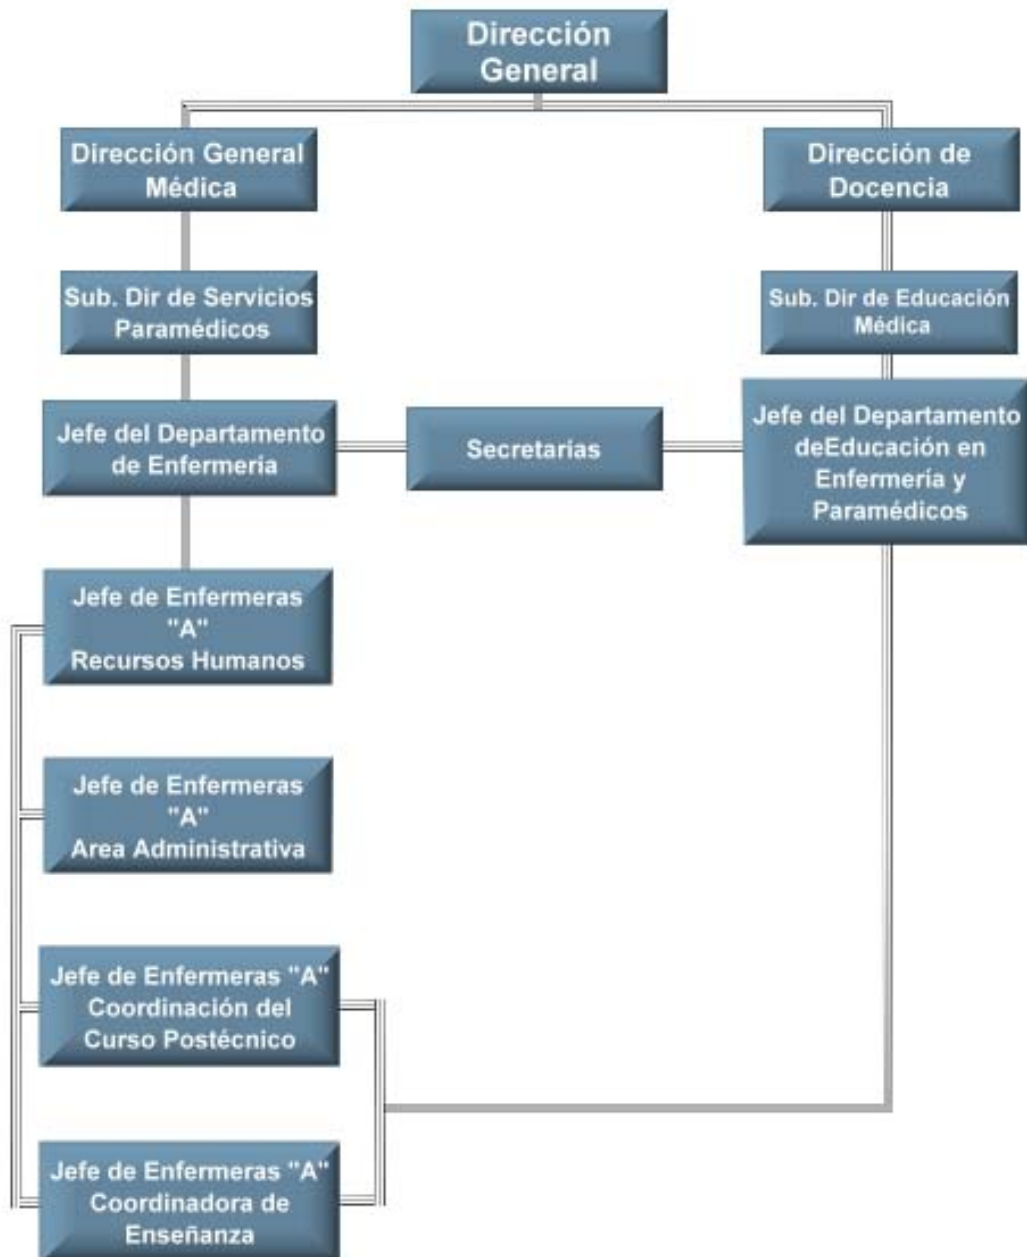 Dirección
General
Dirección General
Médica
Dirección de
Docencia
Sub. Dir de Servicios
Paramédicos
Sub. Dir de Educación
Médica
Jefe del Departamento
de Enfermería
Secretarias
Jefe del Departamento
deEducación en
Enfermería y
Paramédicos
Jefe de Enfermeras
"A"
Recursos Humanos
Jefe de Enfermeras
"A"
Area Administrativa
Jefe de Enfermeras "A"
Coordinación del
Curso Postécnico
Jefe de Enfermeras "A"
Coordinadora de
Enseñanza